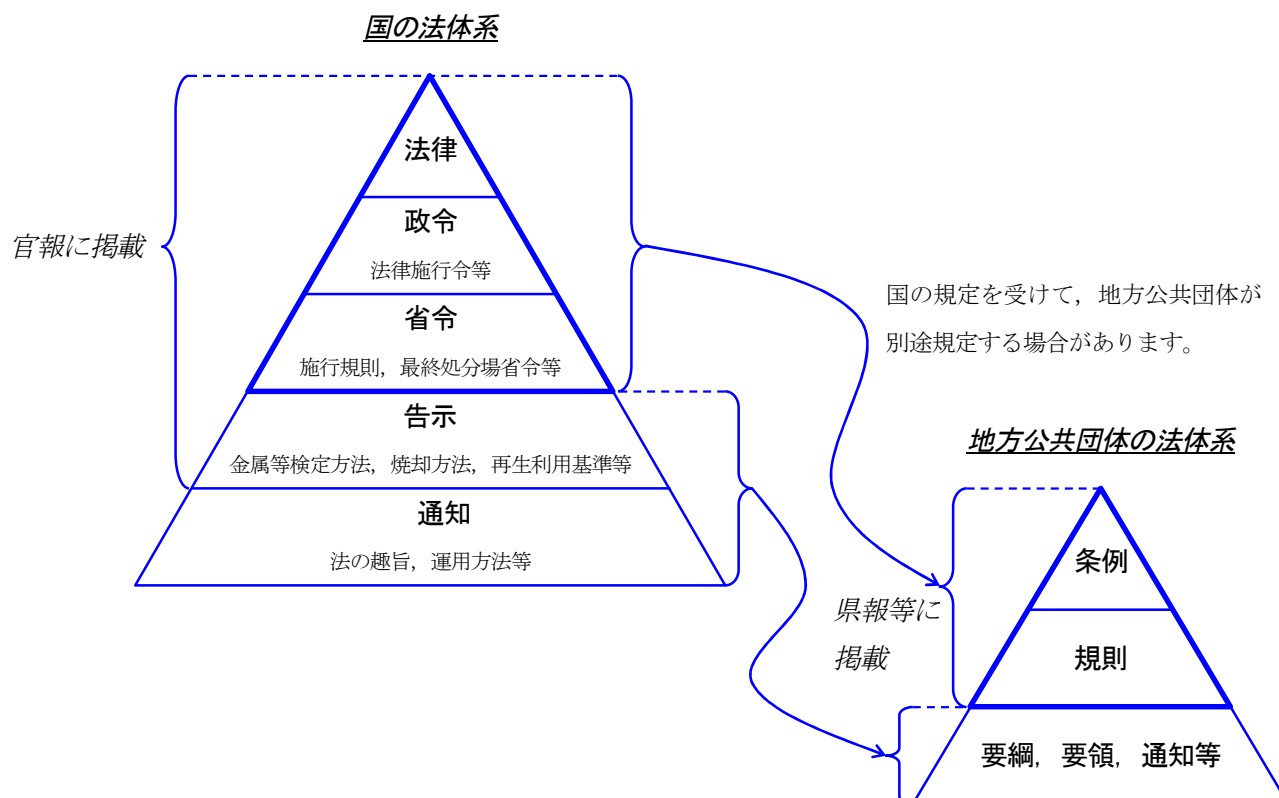 国の法体系
法律
政令
法律施行令等
官報に掲載
省令
施行規則，最終処分場省令等
告示
金属等検定方法，焼却方法，再生利用基準等
通知
法の趣旨，運用方法等
国の規定を受けて，地方公共団体が
別途規定する場合があります。
地方公共団体の法体系
条例
県報等に
掲載
規則
要綱，要領，通知等